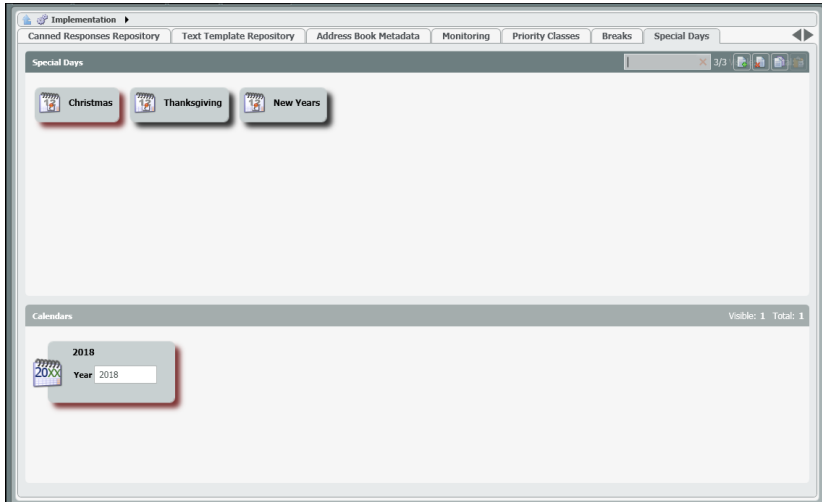 Implementation
Canned Responses Repository Text Template Repository Address Book Metadata Monitoring Priority Classes Breaks Special Days
Special Days 3/3
Christmas Thanksgiving New Years
Calendars Visible: 1 Total: 1
2018
20XX Year 2018